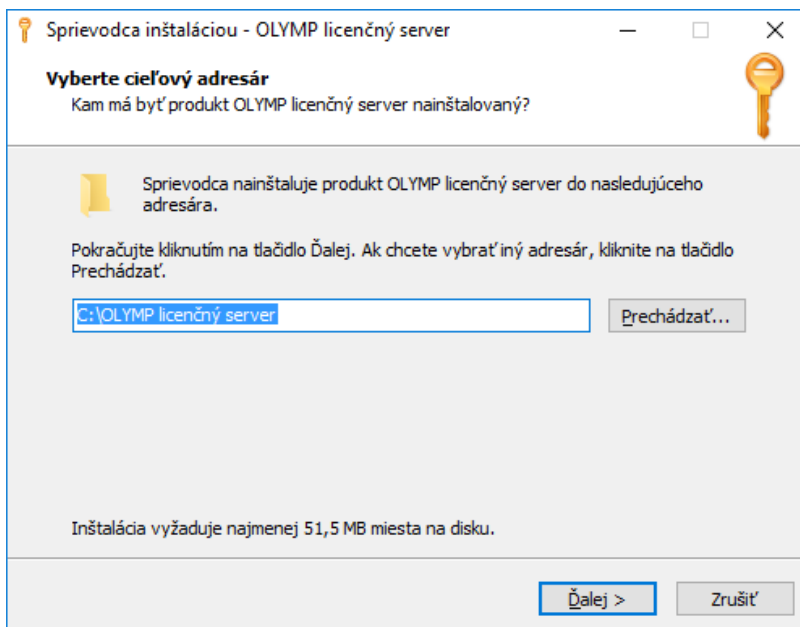 Sprievodca inštaláciou - OLYMP licenčný server
Vyberte cieľový adresár
Kam má byť produkt OLYMP licenčný server nainštalovaný?
Sprievodca nainštaluje produkt OLYMP licenčný server do nasledujúceho
adresára.
Pokračujte kliknutím na tlačidlo Ďalej. Ak chcete vybrať iný adresár, kliknite na tlačidlo
Prechádzať.
C:\OLYMP licenčný server
Prechádzať...
Inštalácia vyžaduje najmenej 51,5 MB miesta na disku.
Ďalej >
Zrušiť